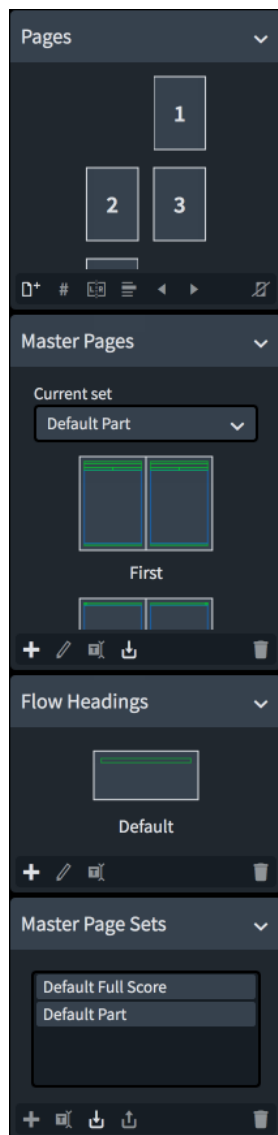 Pages
1
2 3
#
L R
Master Pages
Current set
Default Part
First
T
Flow Headings
Default
T
Master Page Sets
Default Full Score
Default Part
T